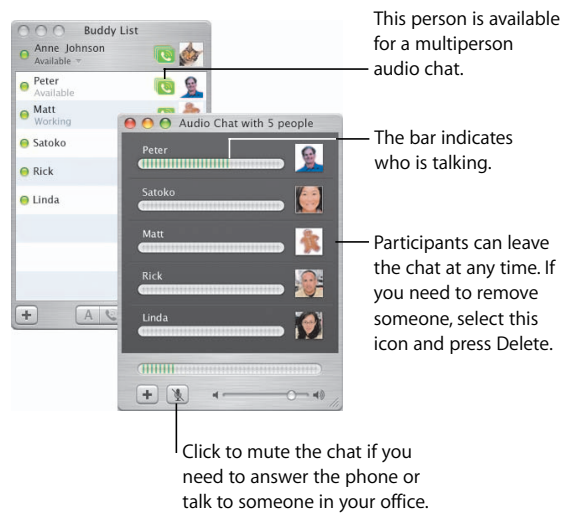 Buddy List
Anne Johnson
Available
Peter
Available
Matt
Working
Satoko
Rick
Linda
A
Audio Chat with 5 people
Peter
Satoko
Matt
Rick
Linda
This person is available
for a multiperson
audio chat.
The bar indicates
who is talking.
Participants can leave
the chat at any time. If
you need to remove
someone, select this
icon and press Delete.
Click to mute the chat if you
need to answer the phone or
talk to someone in your office.